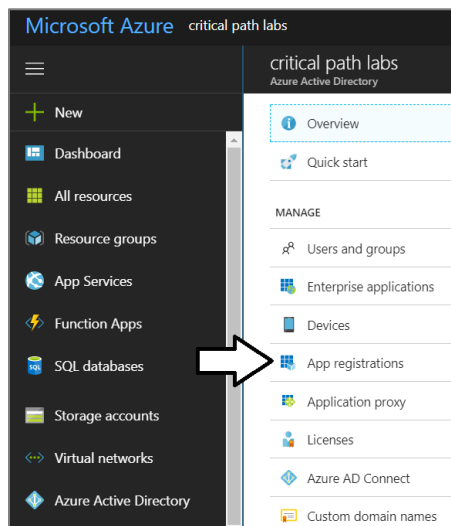 Microsoft Azure critical path labs
New
Dashboard
All resources
Resource groups
App Services
Function Apps
SQL databases
Storage accounts
Virtual networks
Azure Active Directory
critical path labs
Azure Active Directory
Overview
Quick start
MANAGE
Users and groups
Enterprise applications
Devices
App registrations
Application proxy
Licenses
Azure AD Connect
Custom domain names